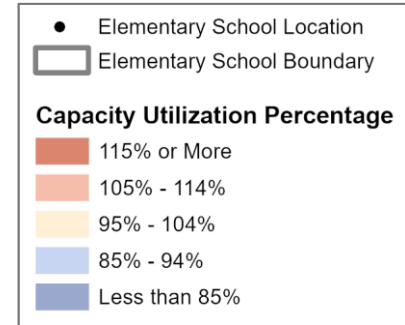 Elementary School Location
Elementary School Boundary
Capacity Utilization Percentage
115% or More
105% - 114%
95% - 104%
85% - 94%
Less than 85%